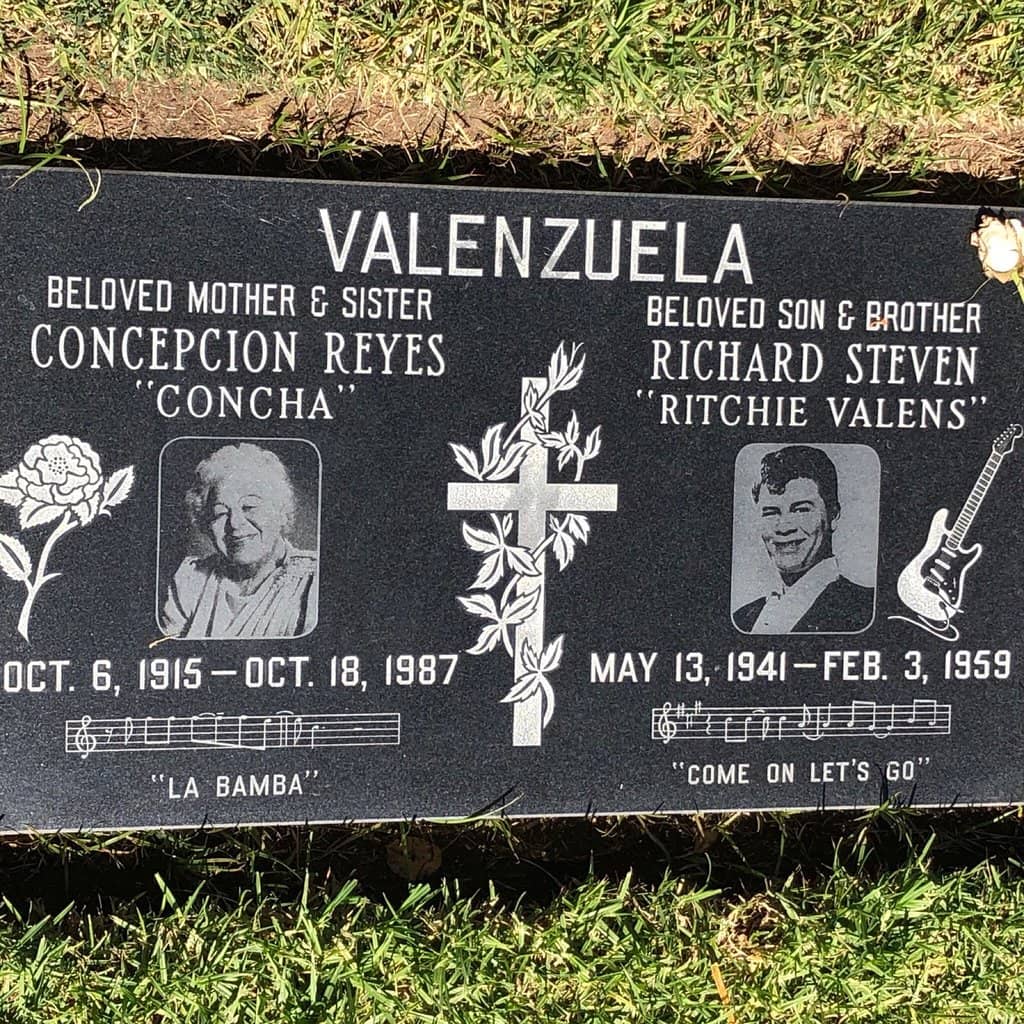 VALENZUELA
BELOVED MOTHER & SISTER
CONCEPCION REYES
"CONCHA"
OCT. 6, 1915 — OCT. 18, 1987
"LA BAMBA"
BELOVED SON & BROTHER
RICHARD STEVEN
"RITCHIE VALENS"
MAY 13, 1941 — FEB. 3, 1959
"COME ON LET'S GO"